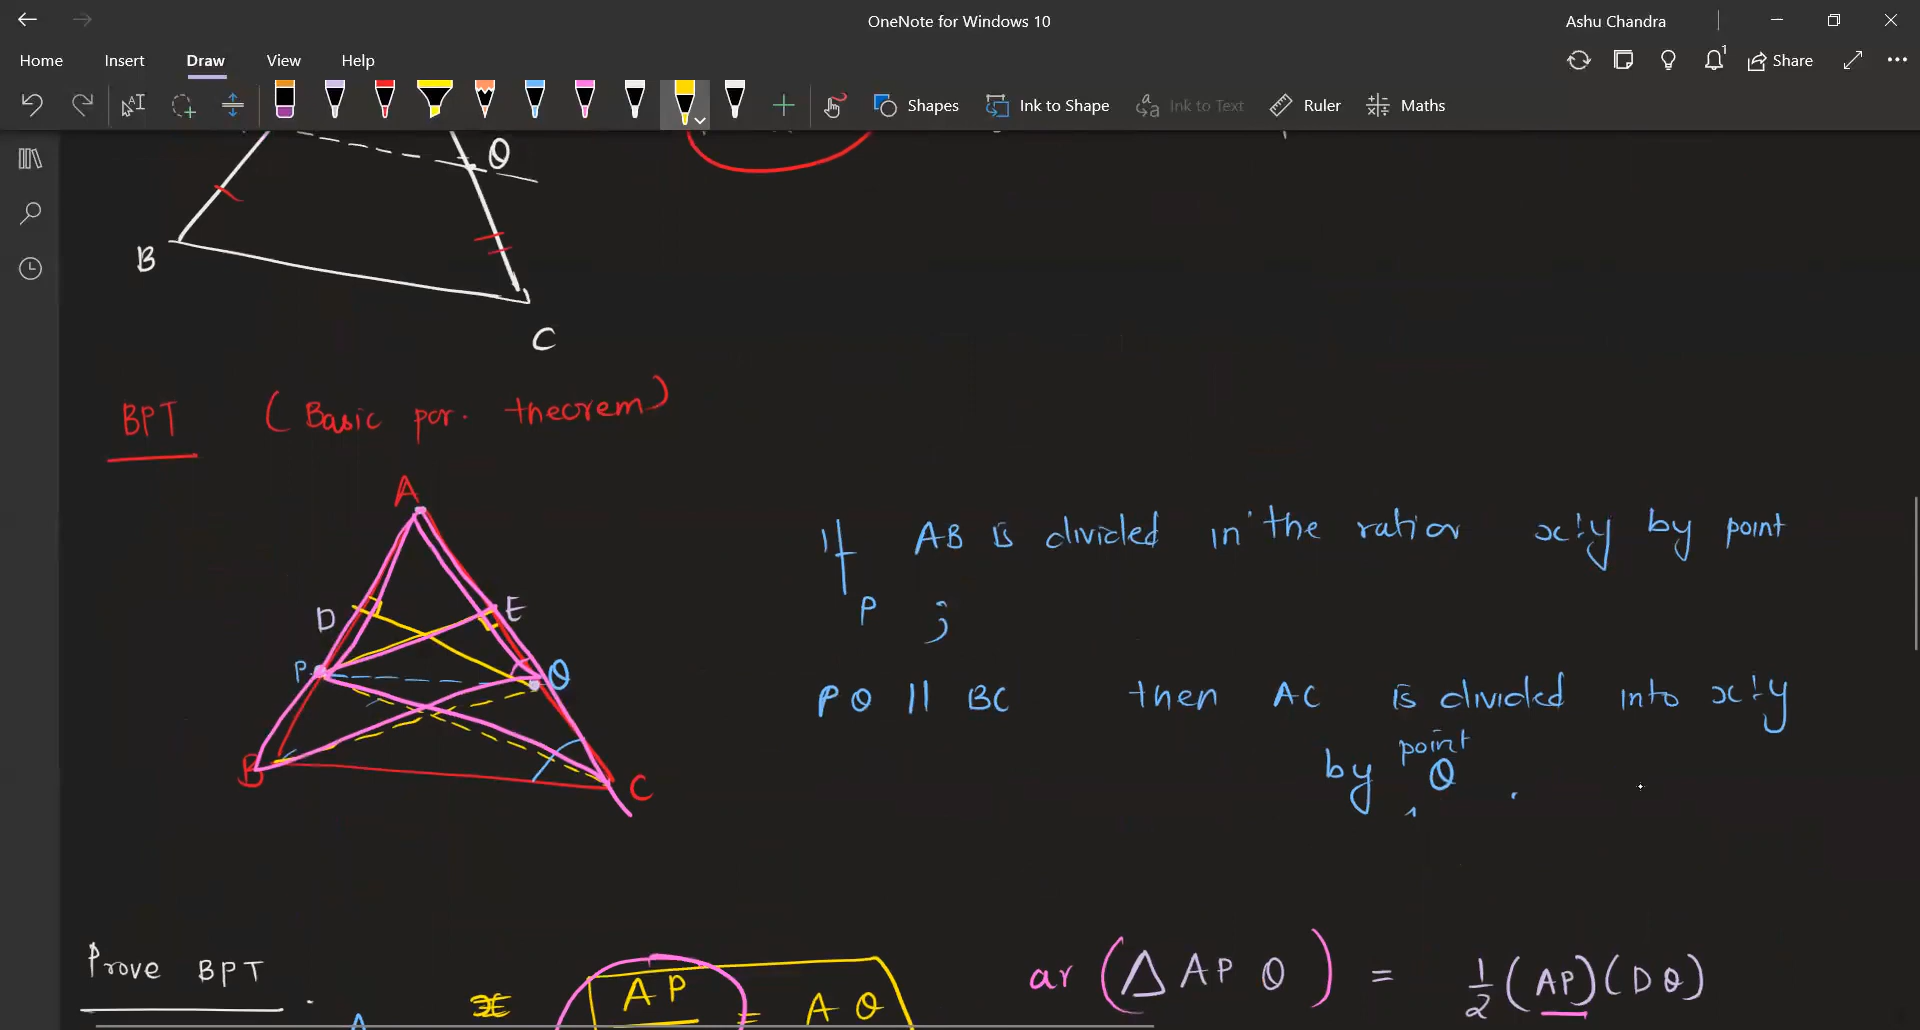 OneNote for Windows 10
Ashu Chandra
Home Insert Draw View Help
Share
Shapes Ink to Shape Ink to Text Ruler Maths
Q
B
C
BPT (Basic por. theorem)
A
D E
P Q
B C
If AB is divided in the ratior x:y by point
P ;
PQ || BC then AC is divided into x:y
by point Q .
Prove BPT .
x AP = AQ
ar (Δ APQ) = 1/2 (AP)(DQ)